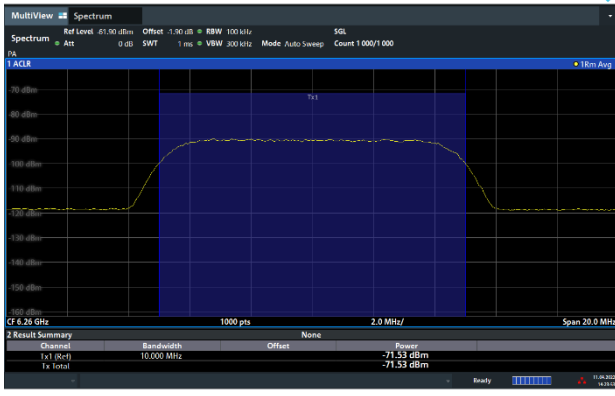 MultiView Spectrum
Ref Level -61.90 dBm Offset -1.90 dB RBW 100 kHz SGL
Spectrum Att 0 dB SWT 1 ms VBW 300 kHz Mode Auto Sweep Count 1 000/1 000
PA
1 ACLR 1Rm Avg
-70 dBm
Tx1
-80 dBm
-90 dBm
-100 dBm
-110 dBm
-120 dBm
-130 dBm
-140 dBm
-150 dBm
-160 dBm
CF 6.26 GHz 1000 pts 2.0 MHz/ Span 20.0 MHz
2 Result Summary None
Channel Bandwidth Offset Power
Tx1 (Ref) 10.000 MHz -71.53 dBm
Tx Total -71.53 dBm
Ready